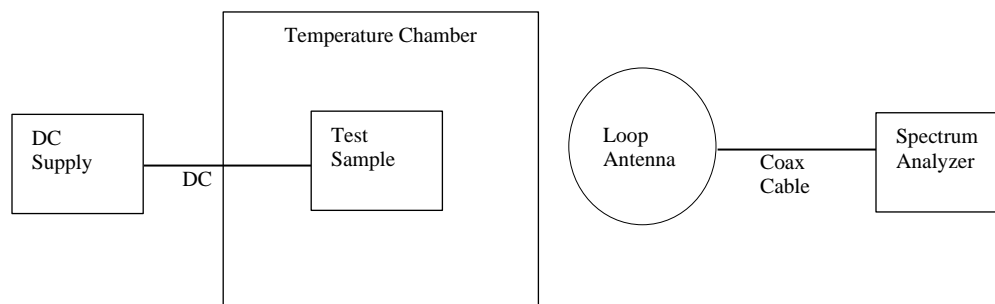 Temperature Chamber
DC
Supply
DC
Test
Sample
Loop
Antenna
Coax
Cable
Spectrum
Analyzer